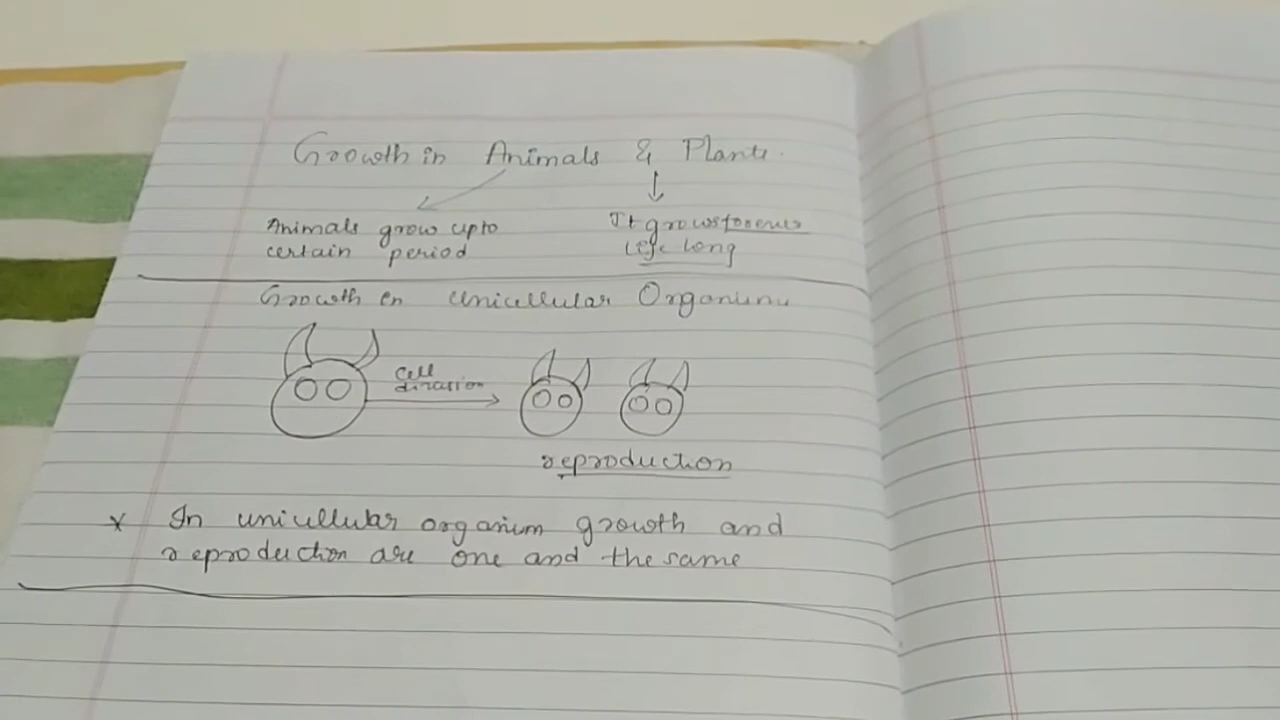 Growth in Animals & Plants.
Animals grow upto
certain period
It grows forever
life long
Growth in unicellular Organisms
cell
division
reproduction
x In unicellular organism growth and
reproduction are one and the same